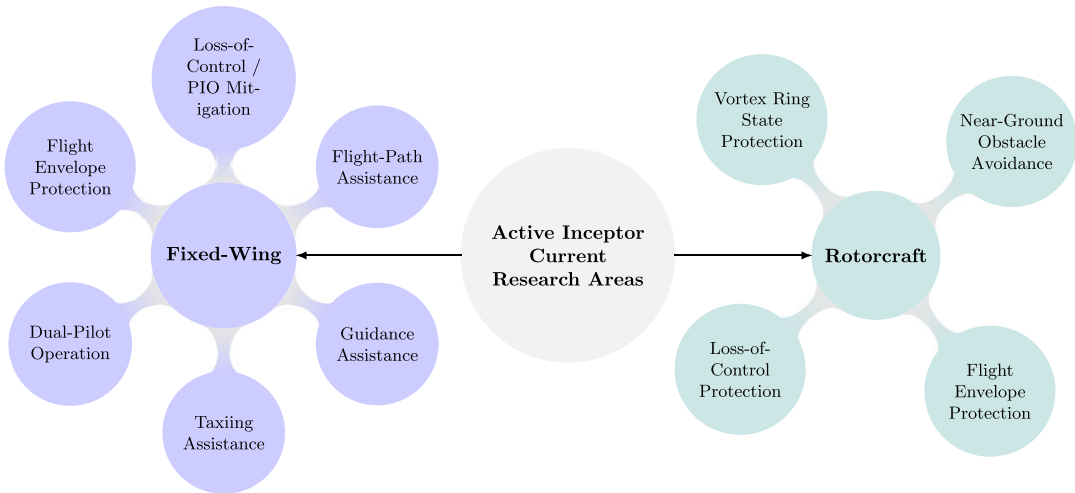 Loss-of-
Control /
PIO Mit-
igation
Flight
Envelope
Protection
Flight-Path
Assistance
Fixed-Wing
Dual-Pilot
Operation
Guidance
Assistance
Taxiing
Assistance
Active Inceptor
Current
Research Areas
Vortex Ring
State
Protection
Near-Ground
Obstacle
Avoidance
Rotorcraft
Loss-of-
Control
Protection
Flight
Envelope
Protection